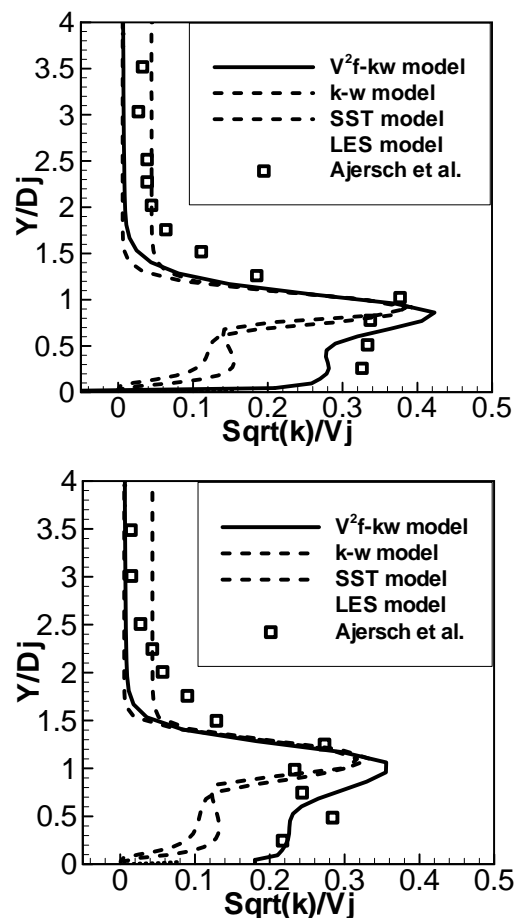 4
3.5
3
2.5
2
1.5
1
0.5
0
Y/Dj
V²f-kw model
k-w model
SST model
LES model
Ajersch et al.
0 0.1 0.2 0.3 0.4 0.5
Sqrt(k)/Vj
4
3.5
3
2.5
2
1.5
1
0.5
0
Y/Dj
V²f-kw model
k-w model
SST model
LES model
Ajersch et al.
0 0.1 0.2 0.3 0.4 0.5
Sqrt(k)/Vj